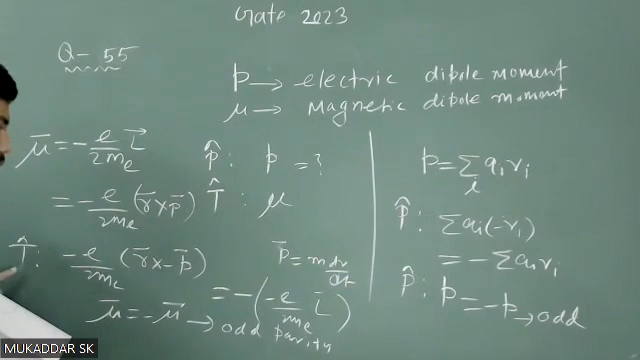 Gate 2023
Q - 55
p → electric dipole moment
μ → Magnetic dipole moment
μ̄ = - e/2me L⃗
= - e/2me (r̄ × p̄)
T̂: - e/2me (r̄ × - p̄)
μ̄ = - μ̄ → odd parity
P̂ : p = ?
T̂ : μ
p̄ = m dr/dt
= - (- e/2me L⃗)
p = Σ qi ri
i
P̂ : Σ qi (- ri)
= - Σ qi ri
P̂ : p = - p → odd
MUKADDAR SK